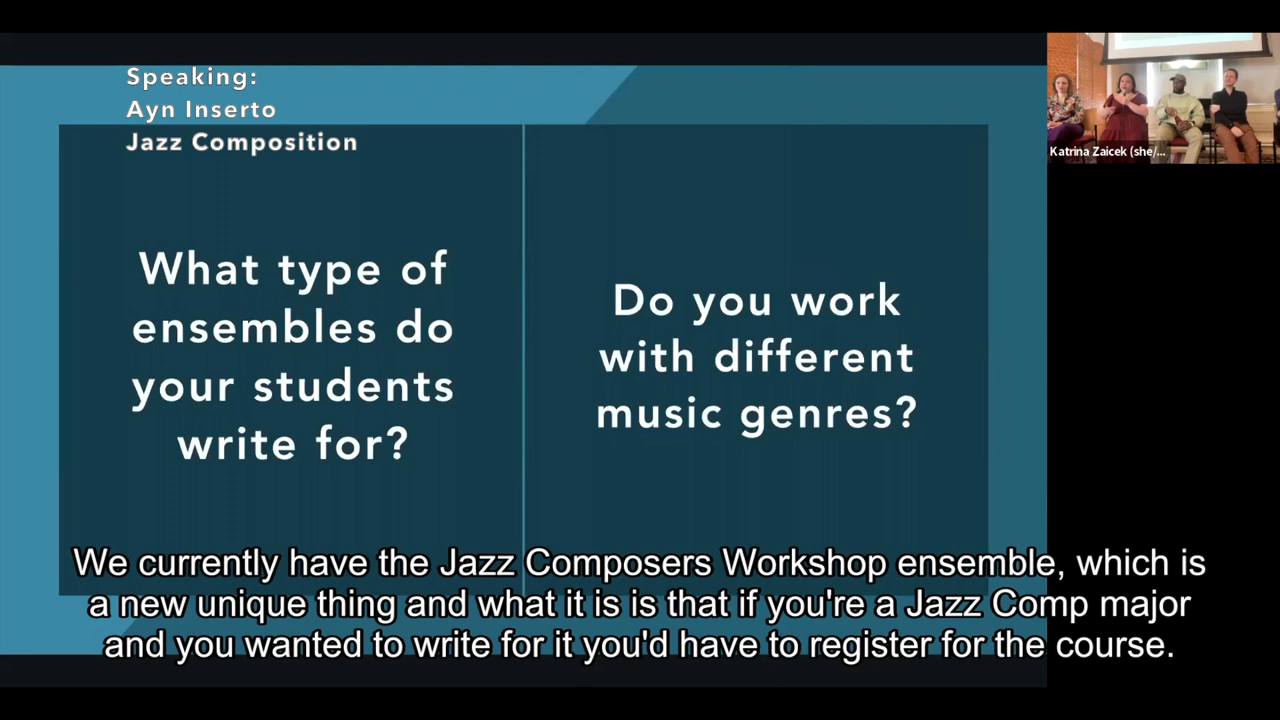 Speaking:
Ayn Inserto
Jazz Composition
What type of
ensembles do
your students
write for?
Do you work
with different
music genres?
Katrina Zaicek (she/...
We currently have the Jazz Composers Workshop ensemble, which is
a new unique thing and what it is is that if you're a Jazz Comp major
and you wanted to write for it you'd have to register for the course.